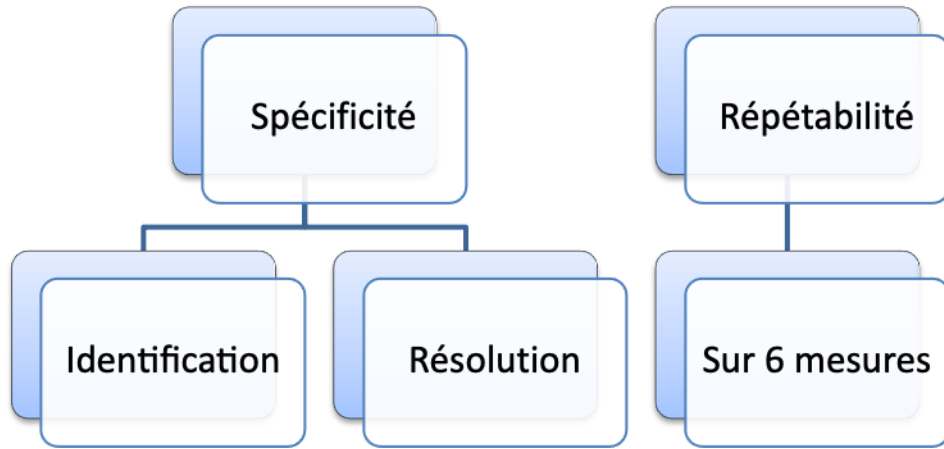 Spécificité
Répétabilité
Identification
Résolution
Sur 6 mesures